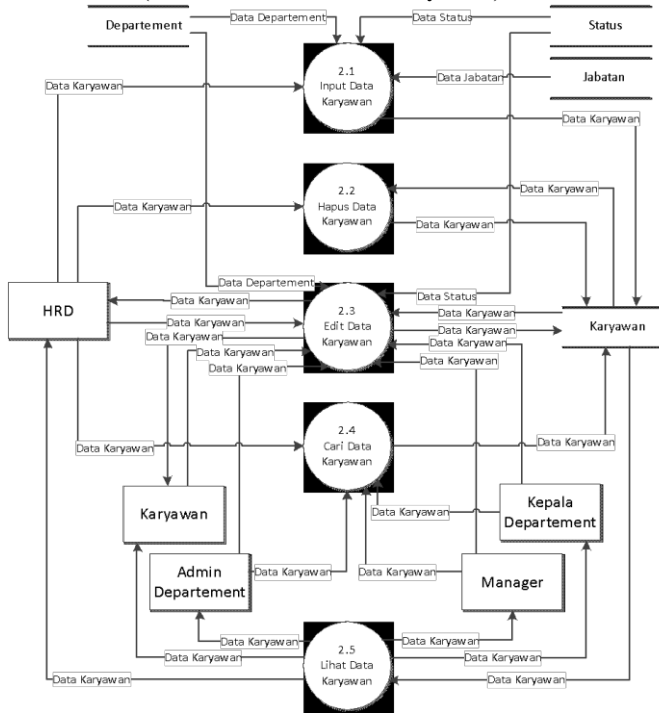 Departement
Data Departement
Data Status
Status
2.1
Input Data
Karyawan
Data Jabatan
Jabatan
Data Karyawan
Data Karyawan
2.2
Hapus Data
Karyawan
Data Karyawan
Data Karyawan
Data Karyawan
Data Departement
Data Status
HRD
Data Karyawan
2.3
Edit Data
Karyawan
Data Karyawan
Karyawan
Data Karyawan
Data Karyawan
Data Karyawan
Data Karyawan
Data Karyawan
Data Karyawan
Data Karyawan
Data Karyawan
2.4
Cari Data
Karyawan
Data Karyawan
Data Karyawan
Karyawan
Data Karyawan
Kepala
Departement
Admin
Departement
Data Karyawan
Data Karyawan
Manager
Data Karyawan
2.5
Lihat Data
Karyawan
Data Karyawan
Data Karyawan
Data Karyawan
Data Karyawan
Data Karyawan